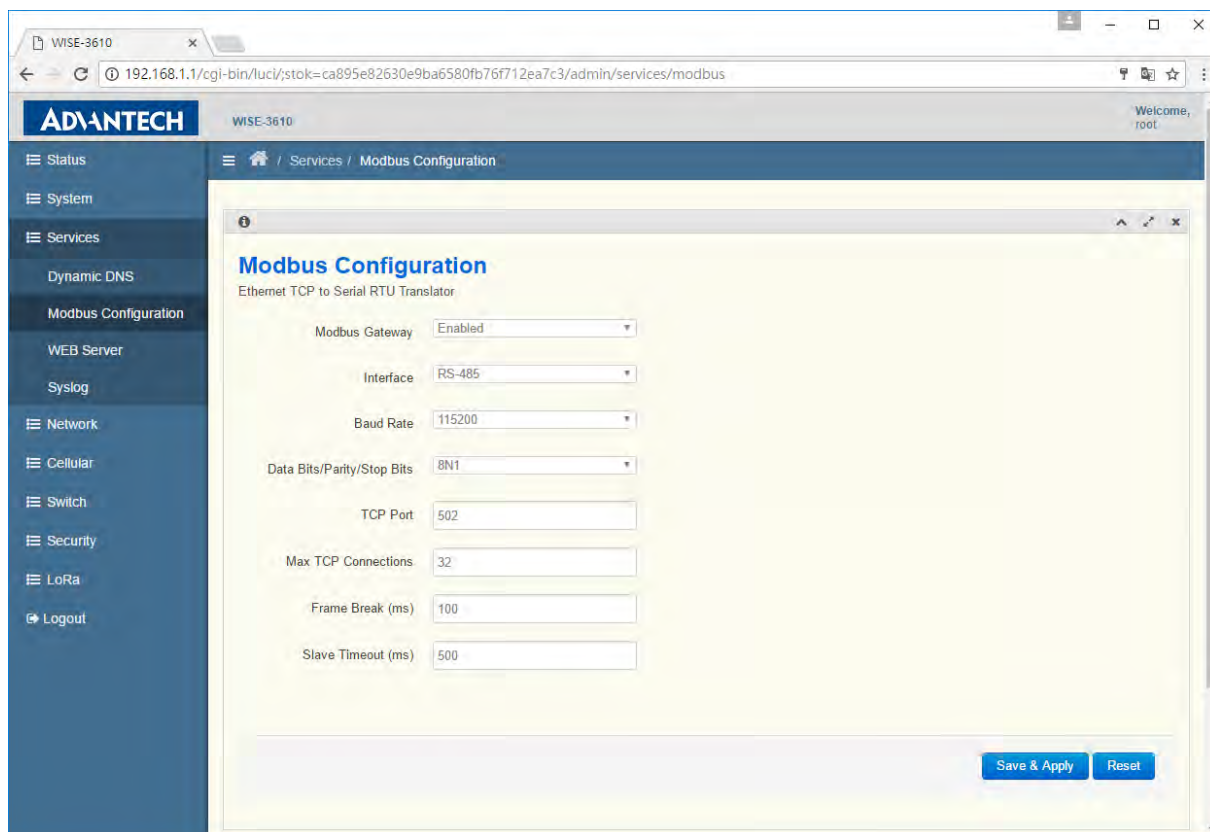 WISE-3610
192.168.1.1/cgi-bin/luci/;stok=ca895e82630e9ba6580fb76f712ea7c3/admin/services/modbus
ADVANTECH
WISE-3610
Welcome,
root
Status
/ Services / Modbus Configuration
System
Services
Dynamic DNS
Modbus Configuration
WEB Server
Syslog
Network
Cellular
Switch
Security
LoRa
Logout
Modbus Configuration
Ethernet TCP to Serial RTU Translator
Modbus Gateway Enabled
Interface RS-485
Baud Rate 115200
Data Bits/Parity/Stop Bits 8N1
TCP Port 502
Max TCP Connections 32
Frame Break (ms) 100
Slave Timeout (ms) 500
Save & Apply Reset